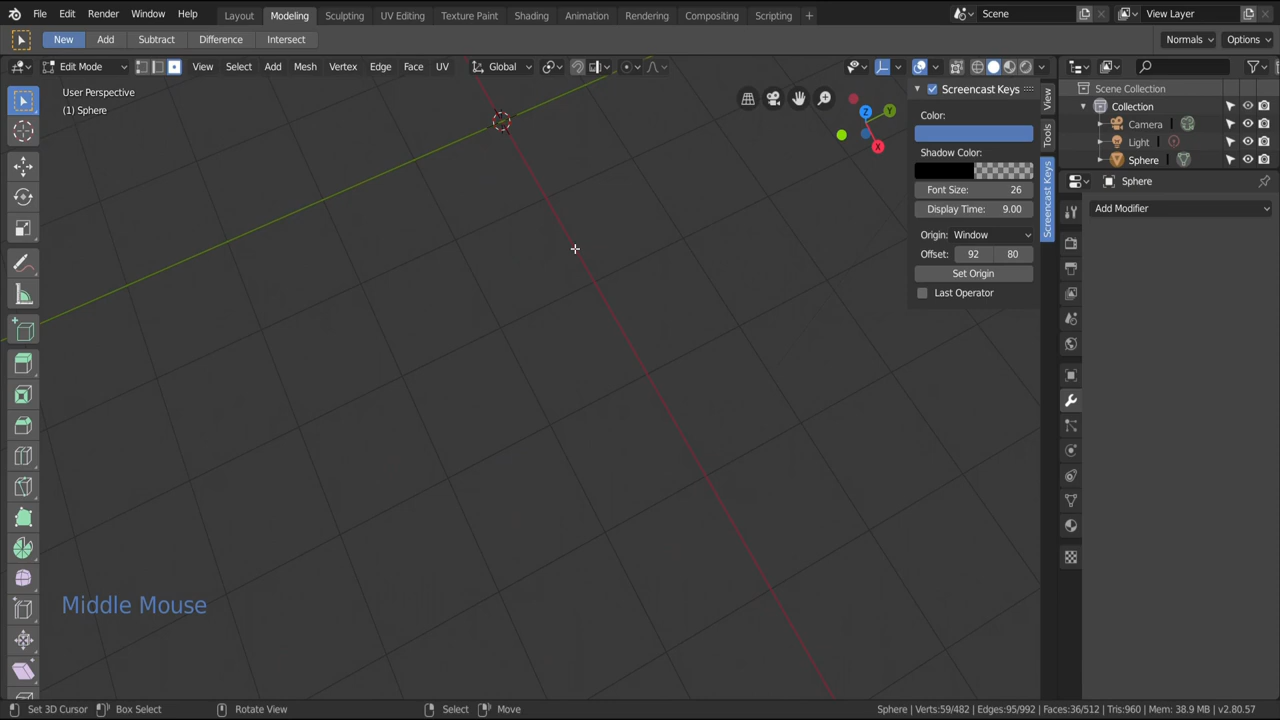 File Edit Render Window Help Layout Modeling Sculpting UV Editing Texture Paint Shading Animation Rendering Compositing Scripting + Scene View Layer
New Add Subtract Difference Intersect Normals Options
Edit Mode View Select Add Mesh Vertex Edge Face UV Global
User Perspective
(1) Sphere
Z
Y
X
Screencast Keys
Color:
Shadow Color:
Font Size: 26
Display Time: 9.00
Origin: Window
Offset: 92 80
Set Origin
Last Operator
View
Tools
Screencast Keys
Scene Collection
Collection
Camera
Light
Sphere
Sphere
Add Modifier
Middle Mouse
Set 3D Cursor Box Select Rotate View Select Move Sphere | Verts:59/482 | Edges:95/992 | Faces:36/512 | Tris:960 | Mem: 38.9 MB | v2.80.57